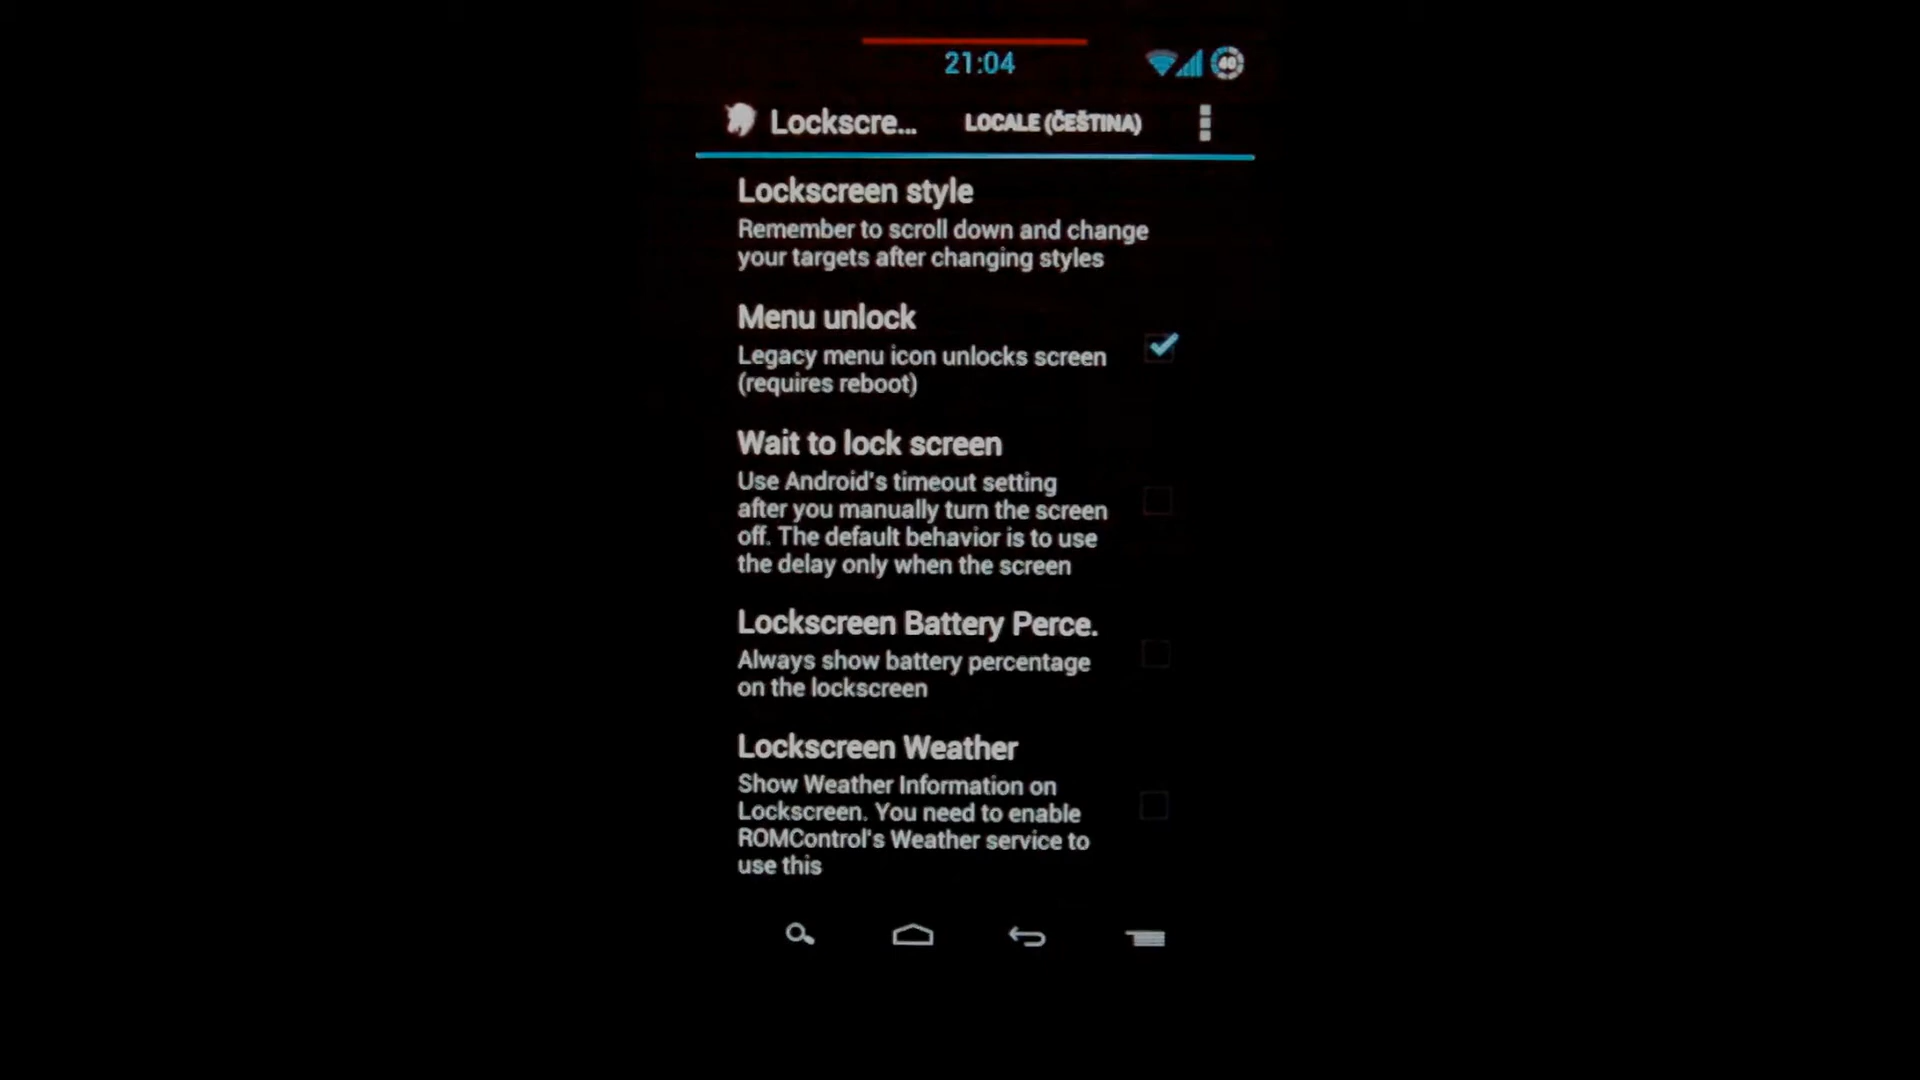 21:04
40
Lockscre... LOCALE (ČEŠTINA)
Lockscreen style
Remember to scroll down and change
your targets after changing styles
Menu unlock
Legacy menu icon unlocks screen
(requires reboot)
Wait to lock screen
Use Android's timeout setting
after you manually turn the screen
off. The default behavior is to use
the delay only when the screen
Lockscreen Battery Perce.
Always show battery percentage
on the lockscreen
Lockscreen Weather
Show Weather Information on
Lockscreen. You need to enable
ROMControl's Weather service to
use this